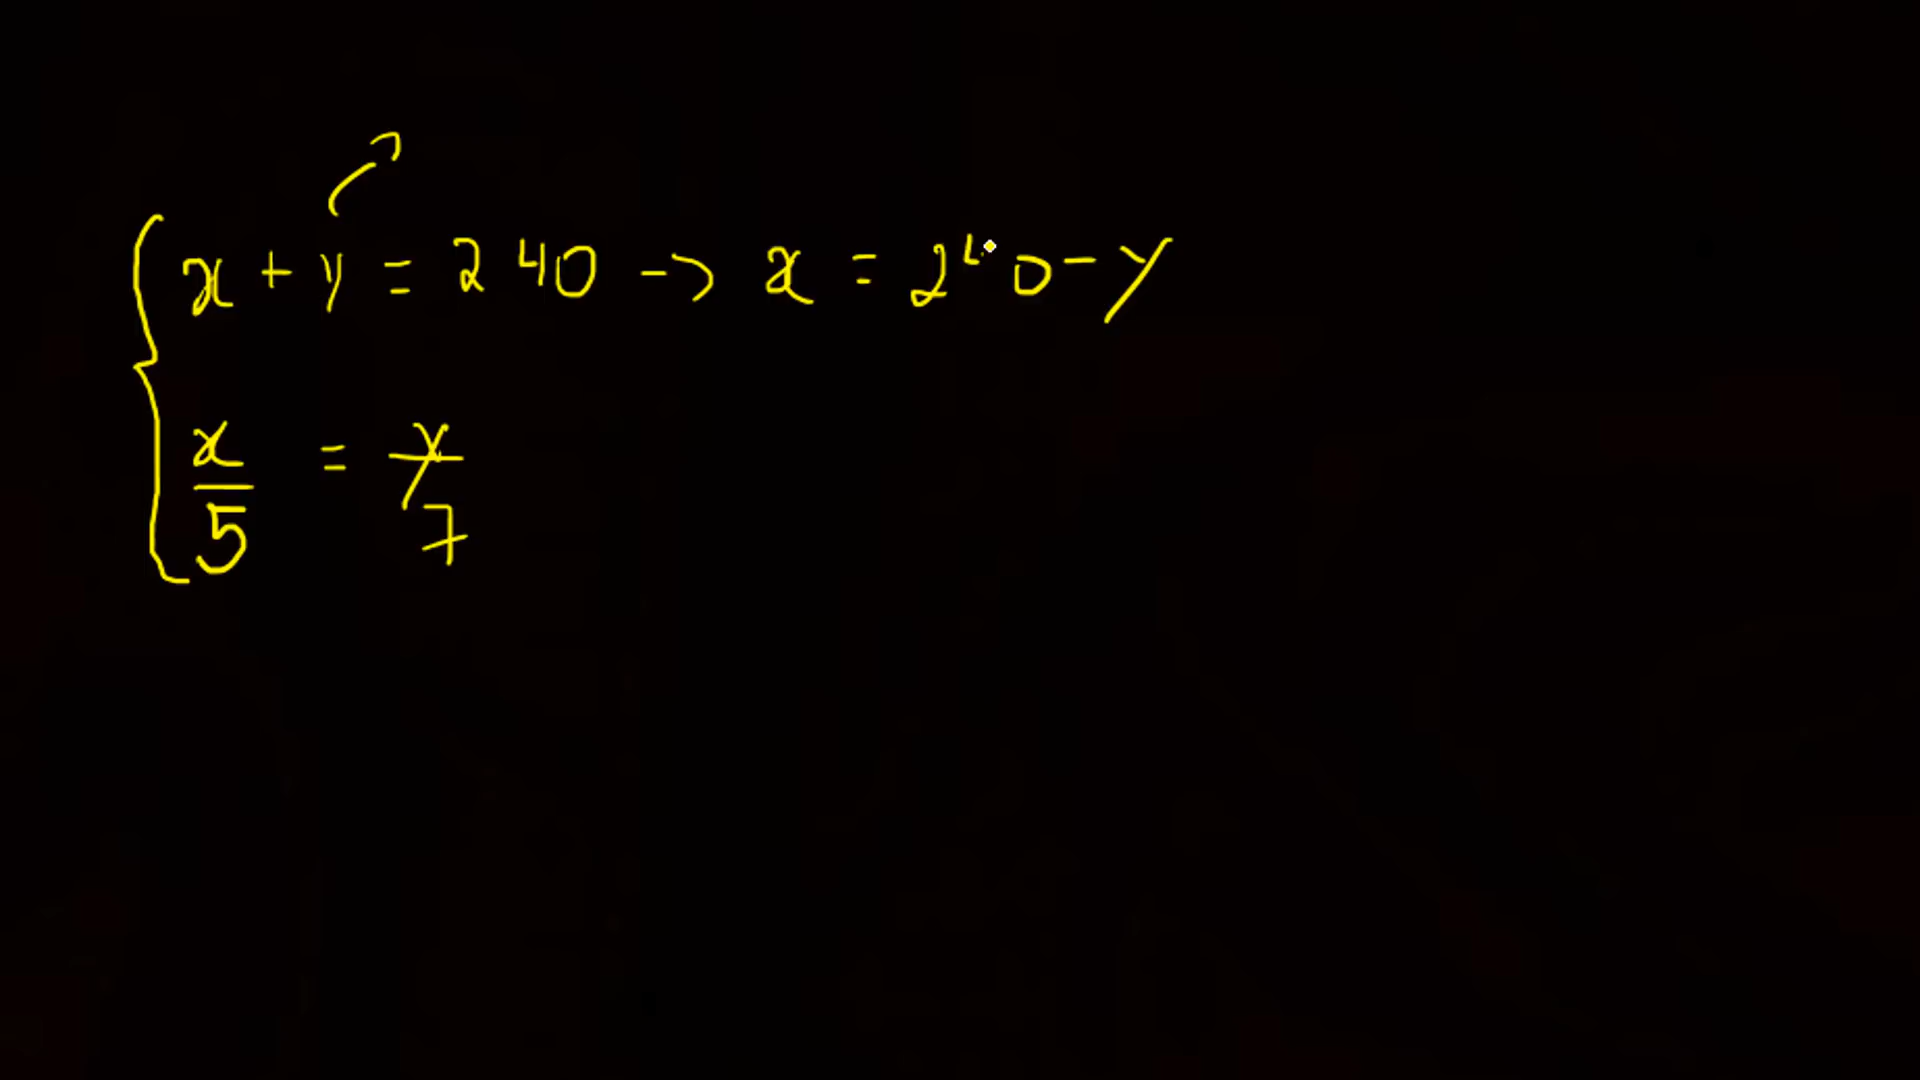 x + y = 240 -> x = 240 - y
x/5 = y/7